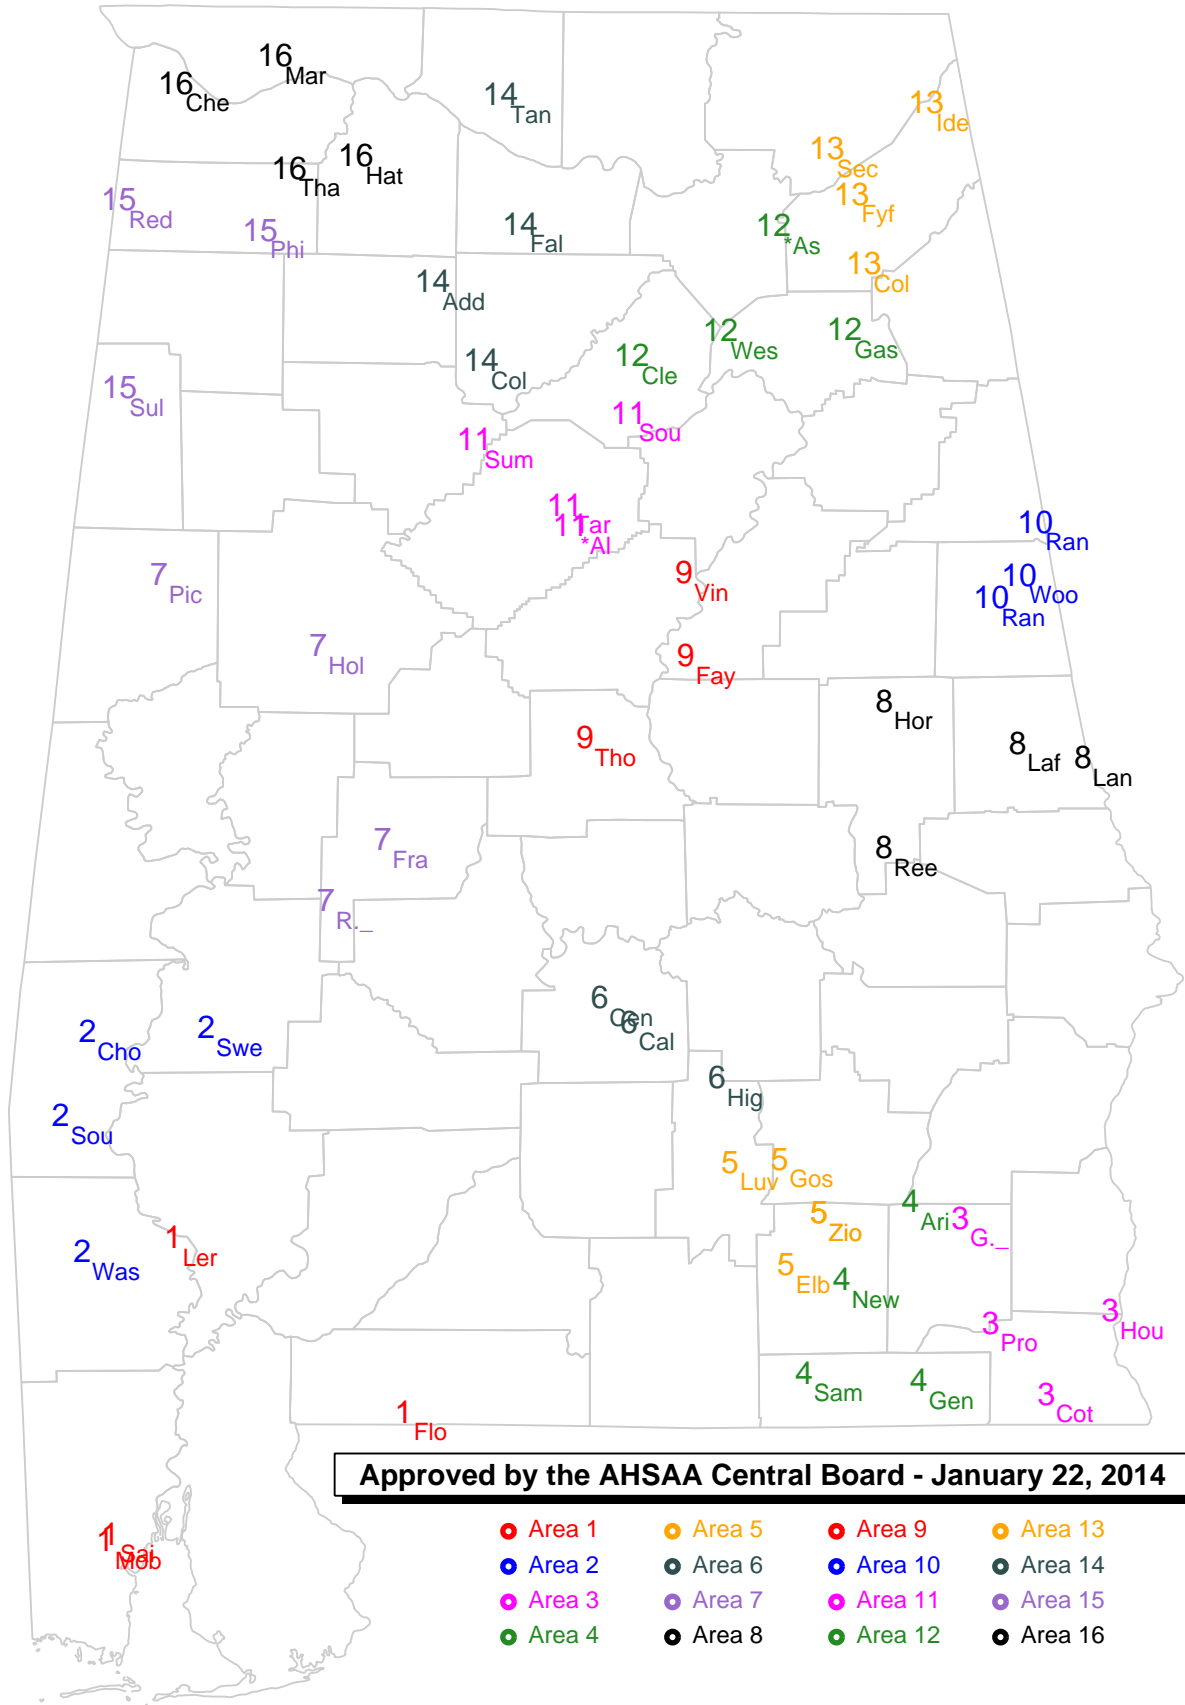 16 Mar
16 Che
14 Tan
13 Ide
13 Sec
16 Hat
16 Tha
13 Fyf
15 Red
15 Phi
14 Fal
12 *As
13 Col
14 Add
12 Wes
12 Gas
12 Cle
14 Col
15 Sul
11 Sou
11 Sum
11 Tar
11 *Al
10 Ran
7 Pic
9 Vin
10 Woo
10 Ran
7 Hol
9 Fay
8 Hor
9 Tho
8 Laf
8 Lan
7 Fra
8 Ree
7 R._
6 Cen
6 Cal
2 Cho
2 Swe
6 Hig
2 Sou
5 Luv
5 Gos
5 Zio
4 Ari
3 G._
1 Ler
2 Was
5 Elb
4 New
3 Pro
3 Hou
4 Sam
4 Gen
3 Cot
1 Flo
Approved by the AHSAA Central Board - January 22, 2014
1 Sai
1 Mob
Area 1 Area 5 Area 9 Area 13
Area 2 Area 6 Area 10 Area 14
Area 3 Area 7 Area 11 Area 15
Area 4 Area 8 Area 12 Area 16